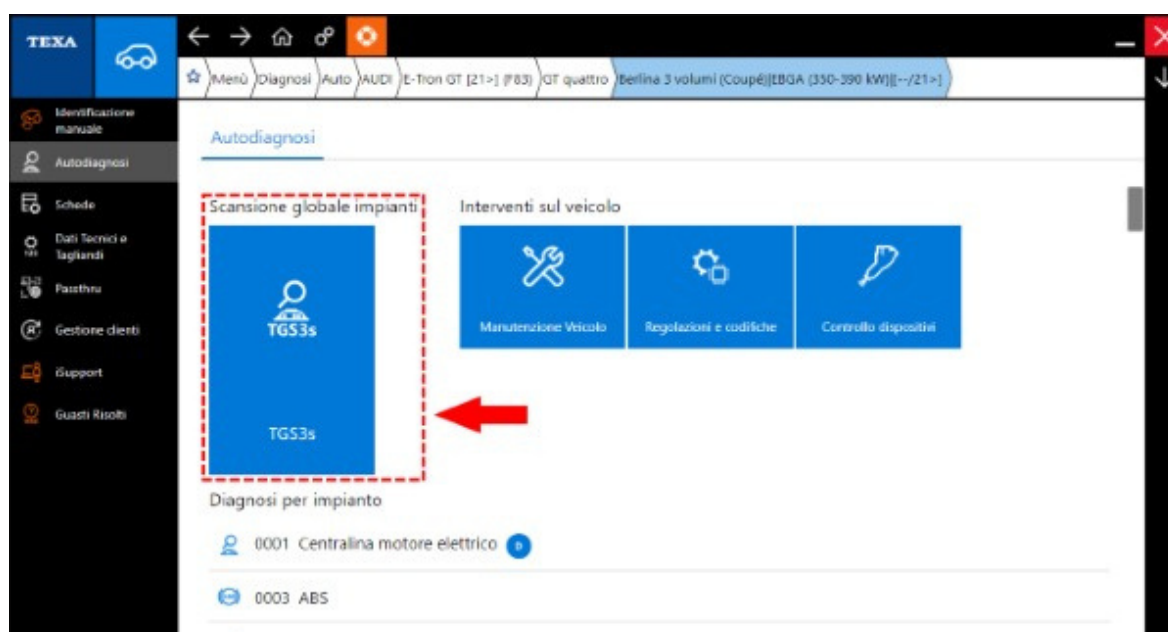 TEXA
Menù Diagnosi Auto AUDI E-Tron GT [21>] (F83) GT quattro Berlina 3 volumi (Coupé)[EBGA (350-390 kW)][--/21>]
Identificazione
manuale
Autodiagnosi
Schede
Dati Tecnici e
Tagliandi
Passthru
Gestione clienti
iSupport
Guasti Risolti
Autodiagnosi
Scansione globale impianti
TGS3s
TGS3s
Interventi sul veicolo
Manutenzione Veicolo
Regolazioni e codifiche
Controllo dispositivi
Diagnosi per impianto
0001 Centralina motore elettrico
0003 ABS